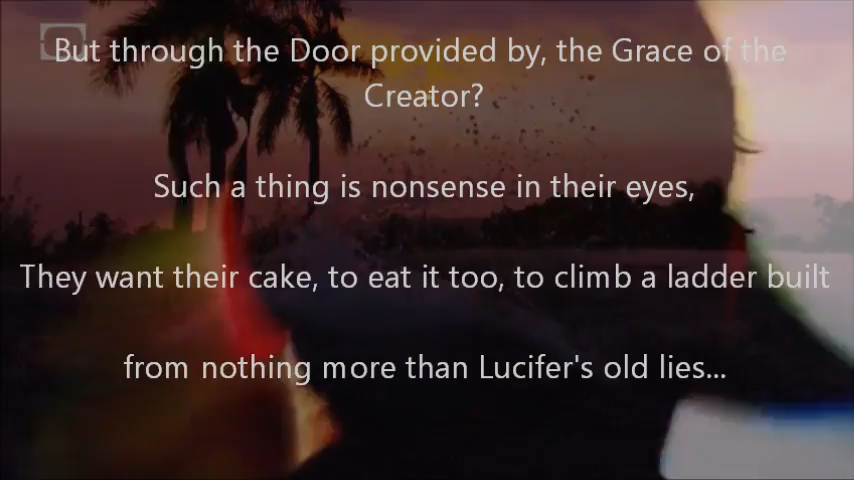 But through the Door provided by, the Grace of the
Creator?
Such a thing is nonsense in their eyes,
They want their cake, to eat it too, to climb a ladder built
from nothing more than Lucifer's old lies...